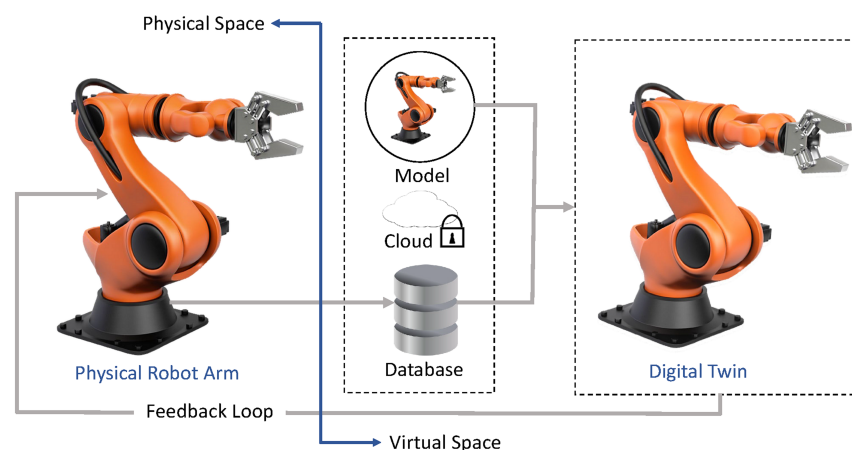 Physical Space
Model
Cloud
Database
Physical Robot Arm
Digital Twin
Feedback Loop
Virtual Space